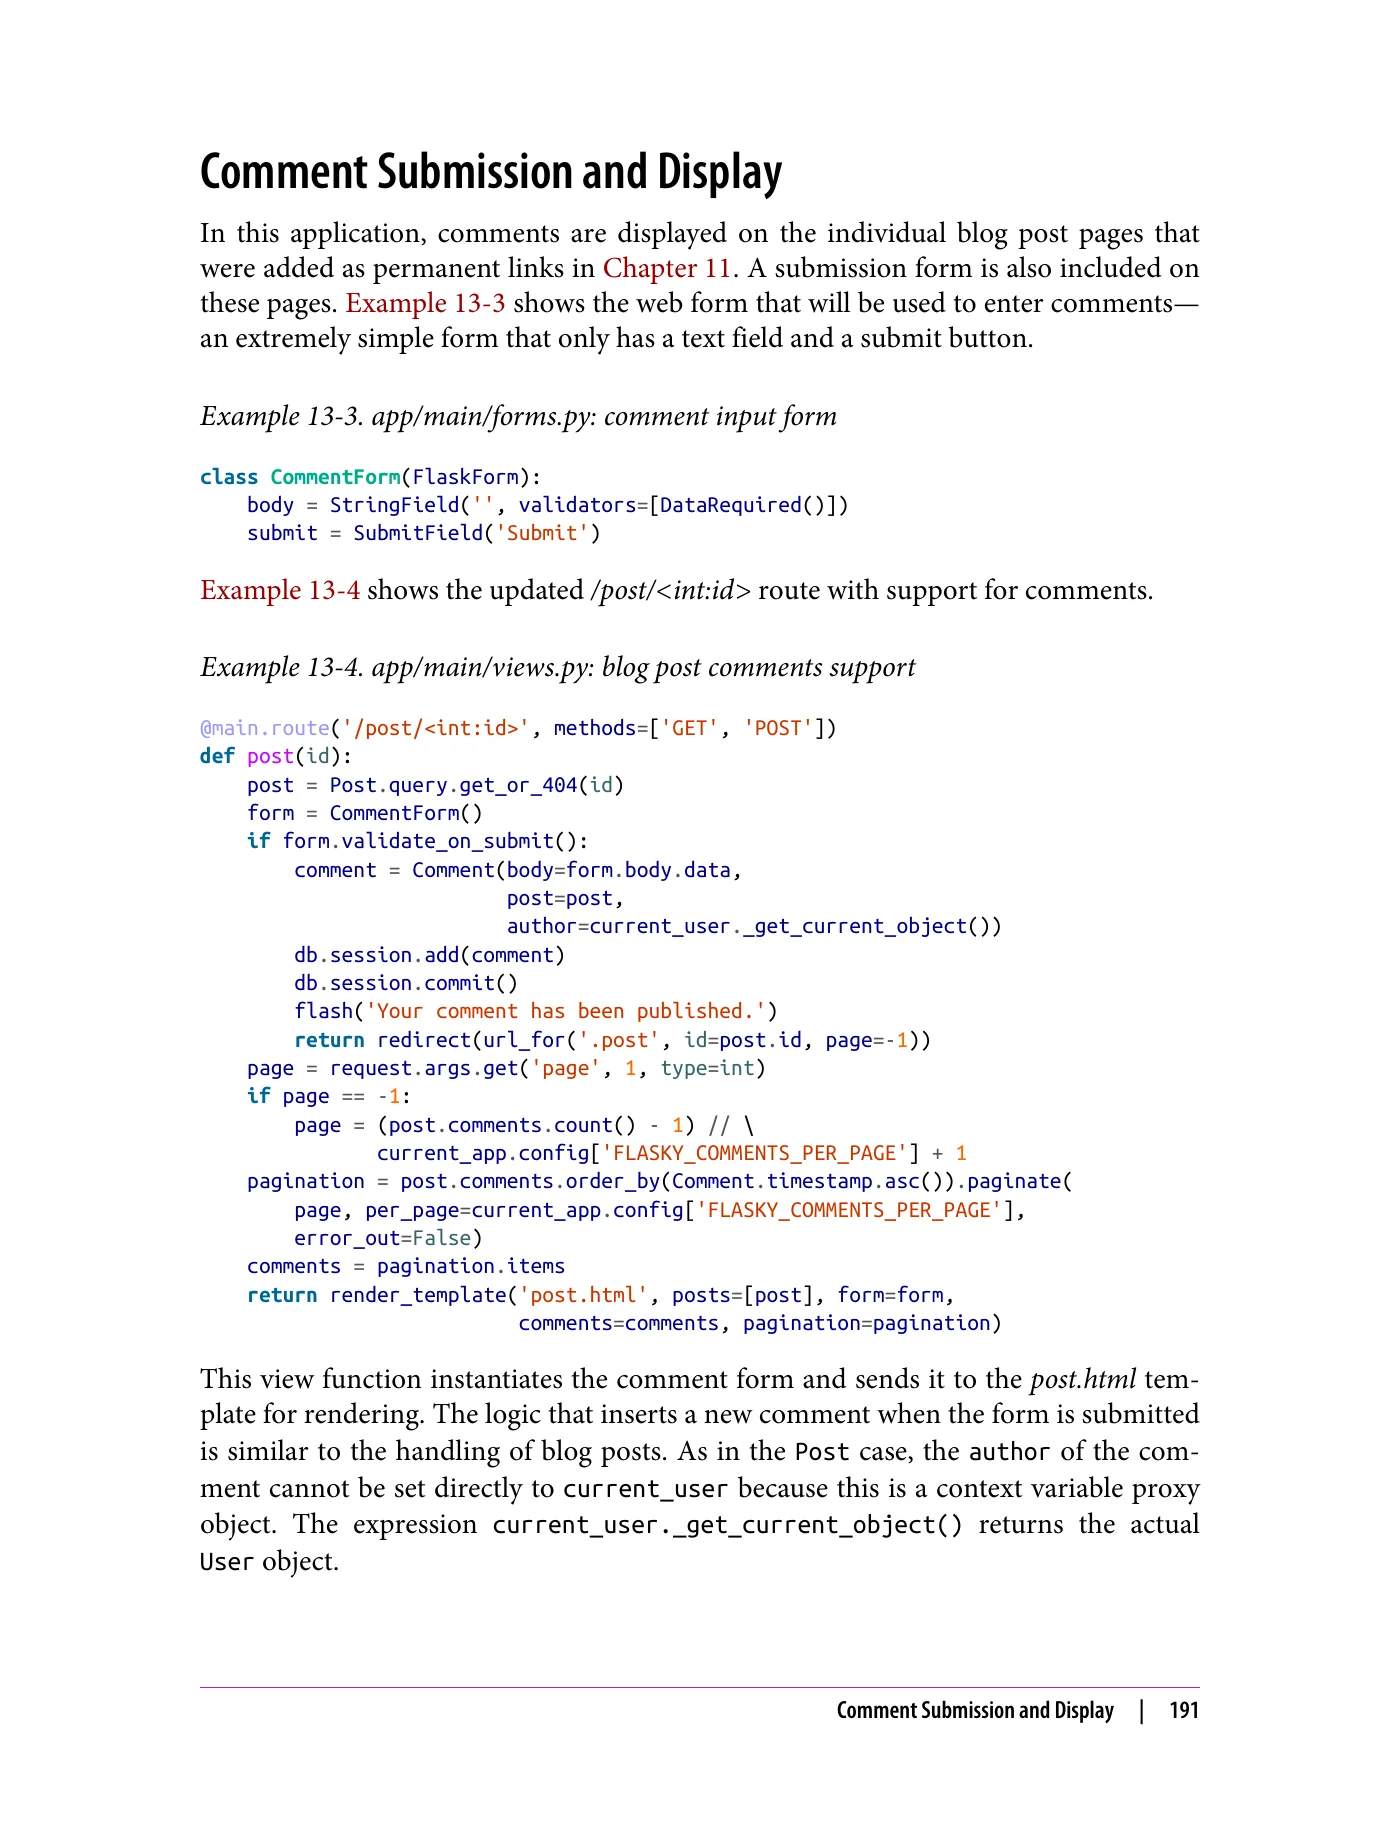 Comment Submission and Display
In this application, comments are displayed on the individual blog post pages that
were added as permanent links in Chapter 11. A submission form is also included on
these pages. Example 13-3 shows the web form that will be used to enter comments—
an extremely simple form that only has a text field and a submit button.
Example 13-3. app/main/forms.py: comment input form
class CommentForm(FlaskForm):
    body = StringField('', validators=[DataRequired()])
    submit = SubmitField('Submit')
Example 13-4 shows the updated /post/<int:id> route with support for comments.
Example 13-4. app/main/views.py: blog post comments support
@main.route('/post/<int:id>', methods=['GET', 'POST'])
def post(id):
    post = Post.query.get_or_404(id)
    form = CommentForm()
    if form.validate_on_submit():
        comment = Comment(body=form.body.data,
                          post=post,
                          author=current_user._get_current_object())
        db.session.add(comment)
        db.session.commit()
        flash('Your comment has been published.')
        return redirect(url_for('.post', id=post.id, page=-1))
    page = request.args.get('page', 1, type=int)
    if page == -1:
        page = (post.comments.count() - 1) // \
               current_app.config['FLASKY_COMMENTS_PER_PAGE'] + 1
    pagination = post.comments.order_by(Comment.timestamp.asc()).paginate(
        page, per_page=current_app.config['FLASKY_COMMENTS_PER_PAGE'],
        error_out=False)
    comments = pagination.items
    return render_template('post.html', posts=[post], form=form,
                           comments=comments, pagination=pagination)
This view function instantiates the comment form and sends it to the post.html tem-
plate for rendering. The logic that inserts a new comment when the form is submitted
is similar to the handling of blog posts. As in the Post case, the author of the com-
ment cannot be set directly to current_user because this is a context variable proxy
object. The expression current_user._get_current_object() returns the actual
User object.
Comment Submission and Display | 191